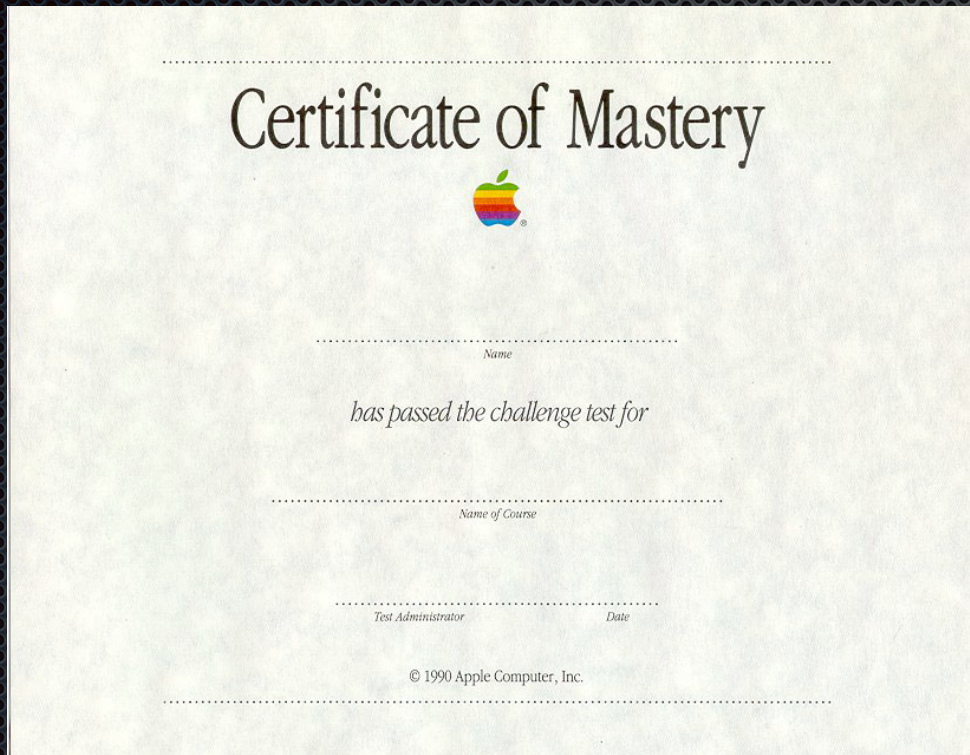 Certificate of Mastery
®
Name
has passed the challenge test for
Name of Course
Test Administrator Date
© 1990 Apple Computer, Inc.